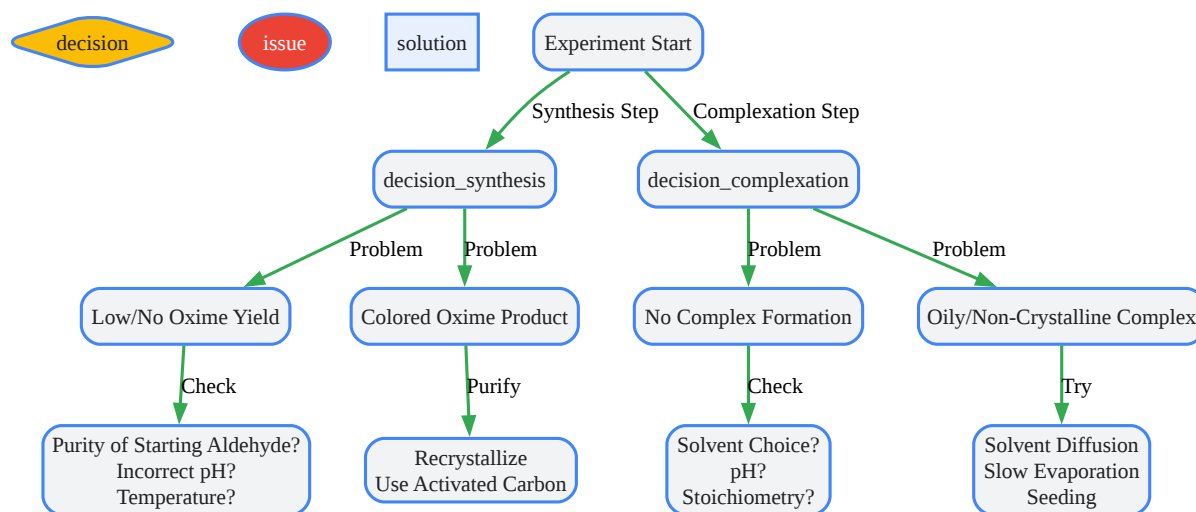 decision
issue
solution
Experiment Start
Synthesis Step
Complexation Step
decision_synthesis
decision_complexation
Problem
Problem
Problem
Problem
Low/No Oxime Yield
Colored Oxime Product
No Complex Formation
Oily/Non-Crystalline Complex
Check
Purify
Check
Try
Purity of Starting Aldehyde?
Incorrect pH?
Temperature?
Recrystallize
Use Activated Carbon
Solvent Choice?
pH?
Stoichiometry?
Solvent Diffusion
Slow Evaporation
Seeding